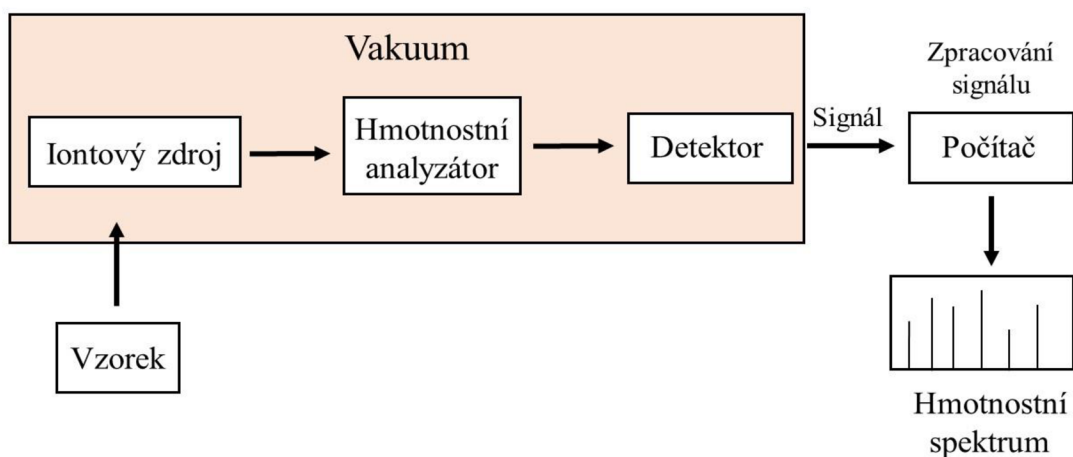 Vakuum
Iontový zdroj
Hmotnostní
analyzátor
Detektor
Signál
Zpracování
signálu
Počítač
Vzorek
Hmotnostní
spektrum